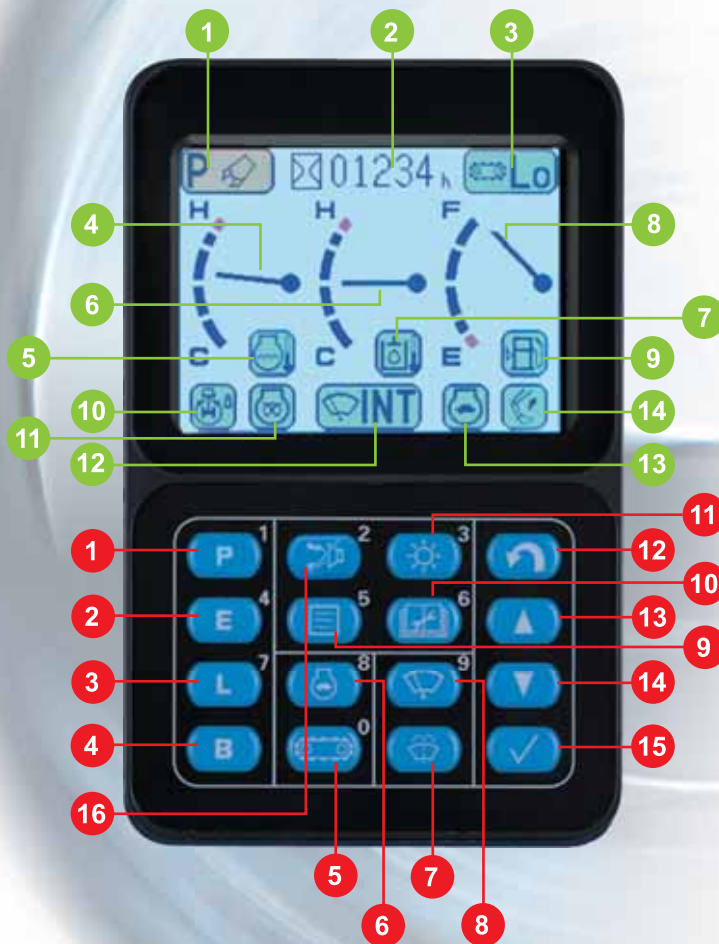 1 2 3
P 01234 h Lo
H H F
4 8
6 7
5 C C E 9
10 INT 14
11 12 13
1 P 1 2 3 11
12
2 E 4 5 6 10
13
9
3 L 7 8 9 14
4 B 0 15
16
5 7
6 8